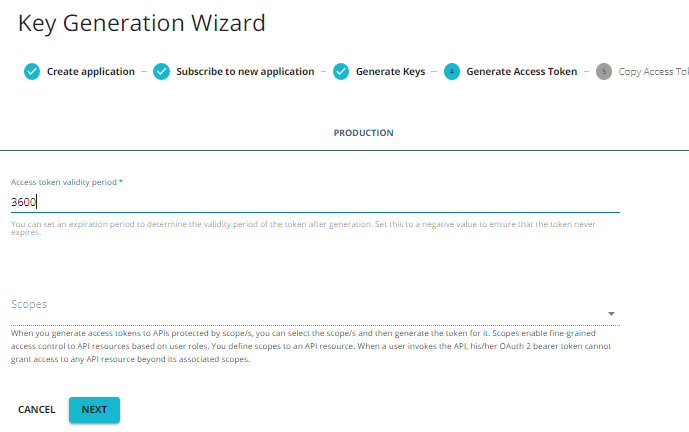 Key Generation Wizard
Create application – Subscribe to new application – Generate Keys – 4 Generate Access Token – 5 Copy Access Tok
PRODUCTION
Access token validity period *
3600
You can set an expiration period to determine the validity period of the token after generation. Set this to a negative value to ensure that the token never
expires.
Scopes
When you generate access tokens to APIs protected by scope/s, you can select the scope/s and then generate the token for it. Scopes enable fine-grained
access control to API resources based on user roles. You define scopes to an API resource. When a user invokes the API, his/her OAuth 2 bearer token cannot
grant access to any API resource beyond its associated scopes.
CANCEL NEXT